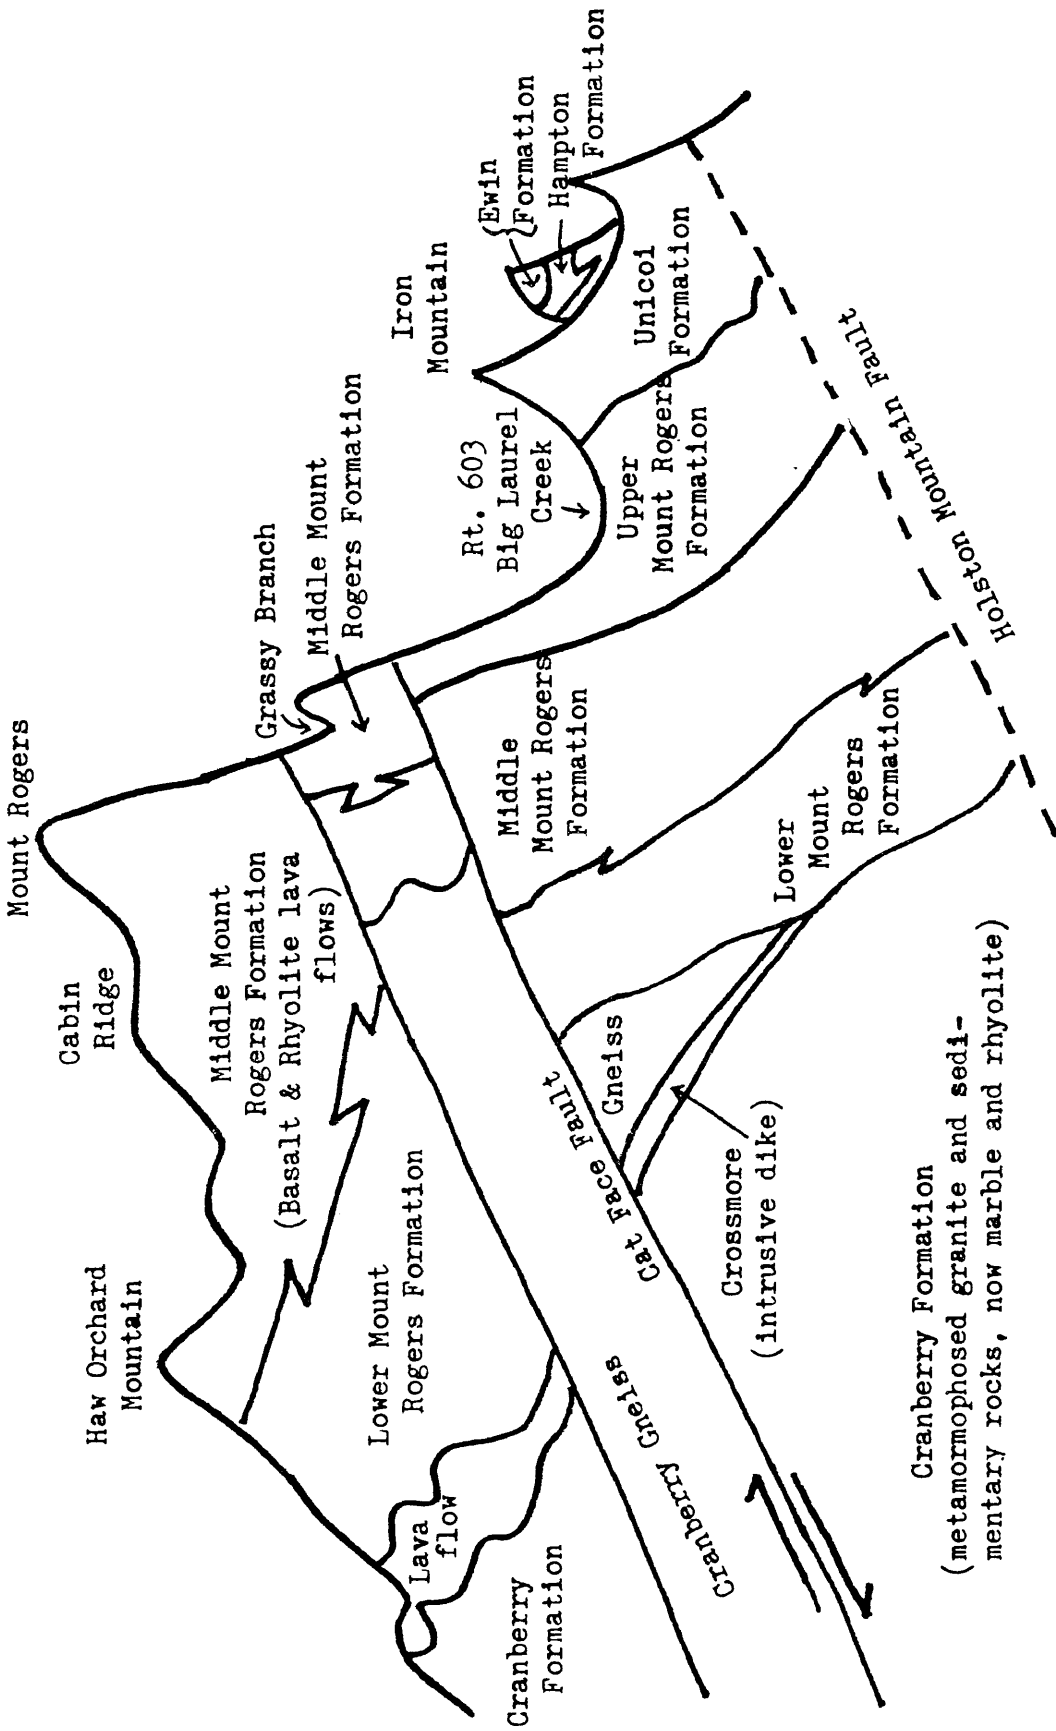 Mount Rogers
Cabin
Ridge
Haw Orchard
Mountain
Grassy Branch
Middle Mount
Rogers Formation
Middle Mount
Rogers Formation
(Basalt & Rhyolite lava
flows)
Lower Mount
Rogers Formation
Lava
flow
Cranberry
Formation
Cranberry Gneiss
Cat Face Fault
Rt. 603
Big Laurel
Creek
Iron
Mountain
Ewin
Formation
Hampton
Formation
Unicoi
Formation
Upper
Mount Rogers
Formation
Middle
Mount Rogers
Formation
Lower
Mount
Rogers
Formation
Gneiss
Crossmore
(intrusive dike)
Holston Mountain Fault
Cranberry Formation
(metamormophosed granite and sedi-
mentary rocks, now marble and rhyolite)